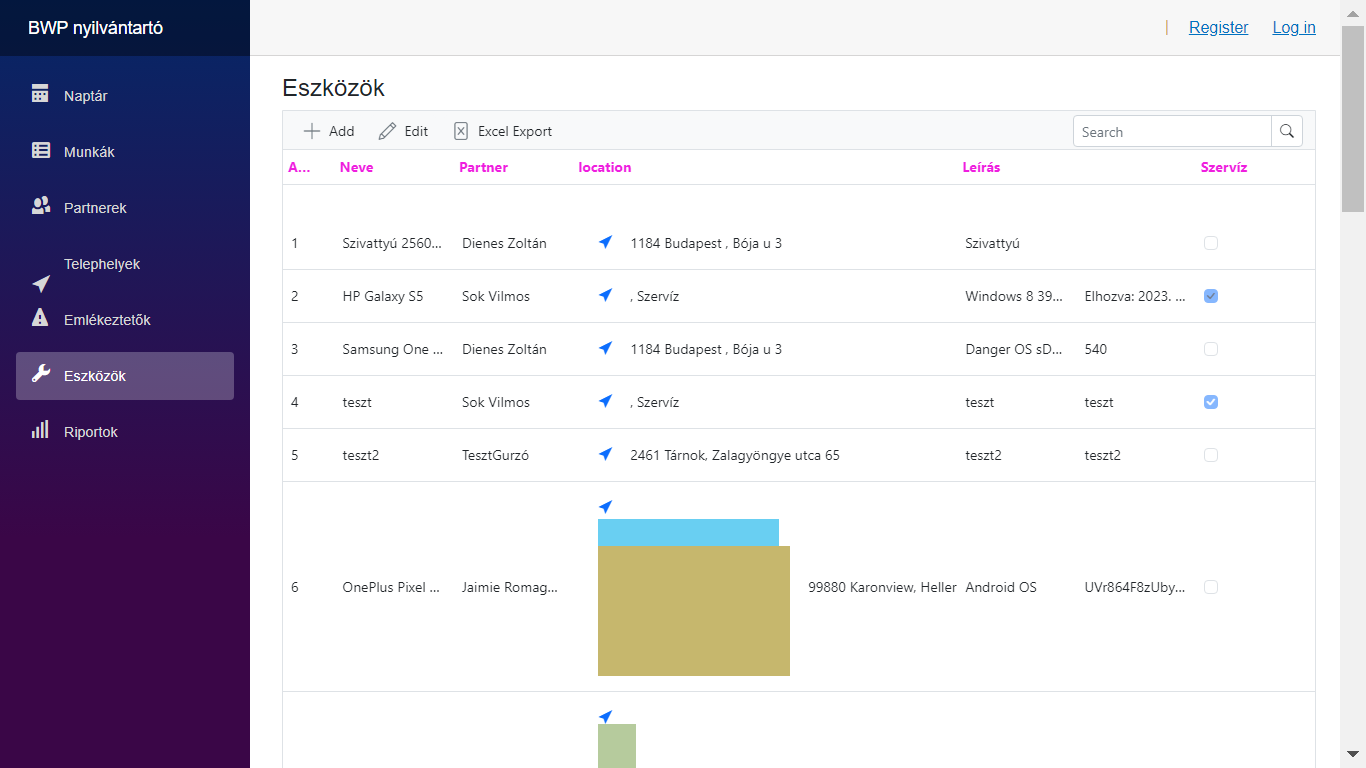 BWP nyilvántartó
Register Log in
Naptár
Munkák
Partnerek
Telephelyek
Emlékeztetők
Eszközök
Riportok
Eszközök
Add Edit Excel Export Search
A... Neve Partner location Leírás Szervíz
1 Szivattyú 2560... Dienes Zoltán 1184 Budapest , Bója u 3 Szivattyú
2 HP Galaxy S5 Sok Vilmos , Szervíz Windows 8 39... Elhozva: 2023. ...
3 Samsung One ... Dienes Zoltán 1184 Budapest , Bója u 3 Danger OS sD... 540
4 teszt Sok Vilmos , Szervíz teszt teszt
5 teszt2 TesztGurzó 2461 Tárnok, Zalagyöngye utca 65 teszt2 teszt2
6 OnePlus Pixel ... Jaimie Romag... 99880 Karonview, Heller Android OS UVr864F8zUby...